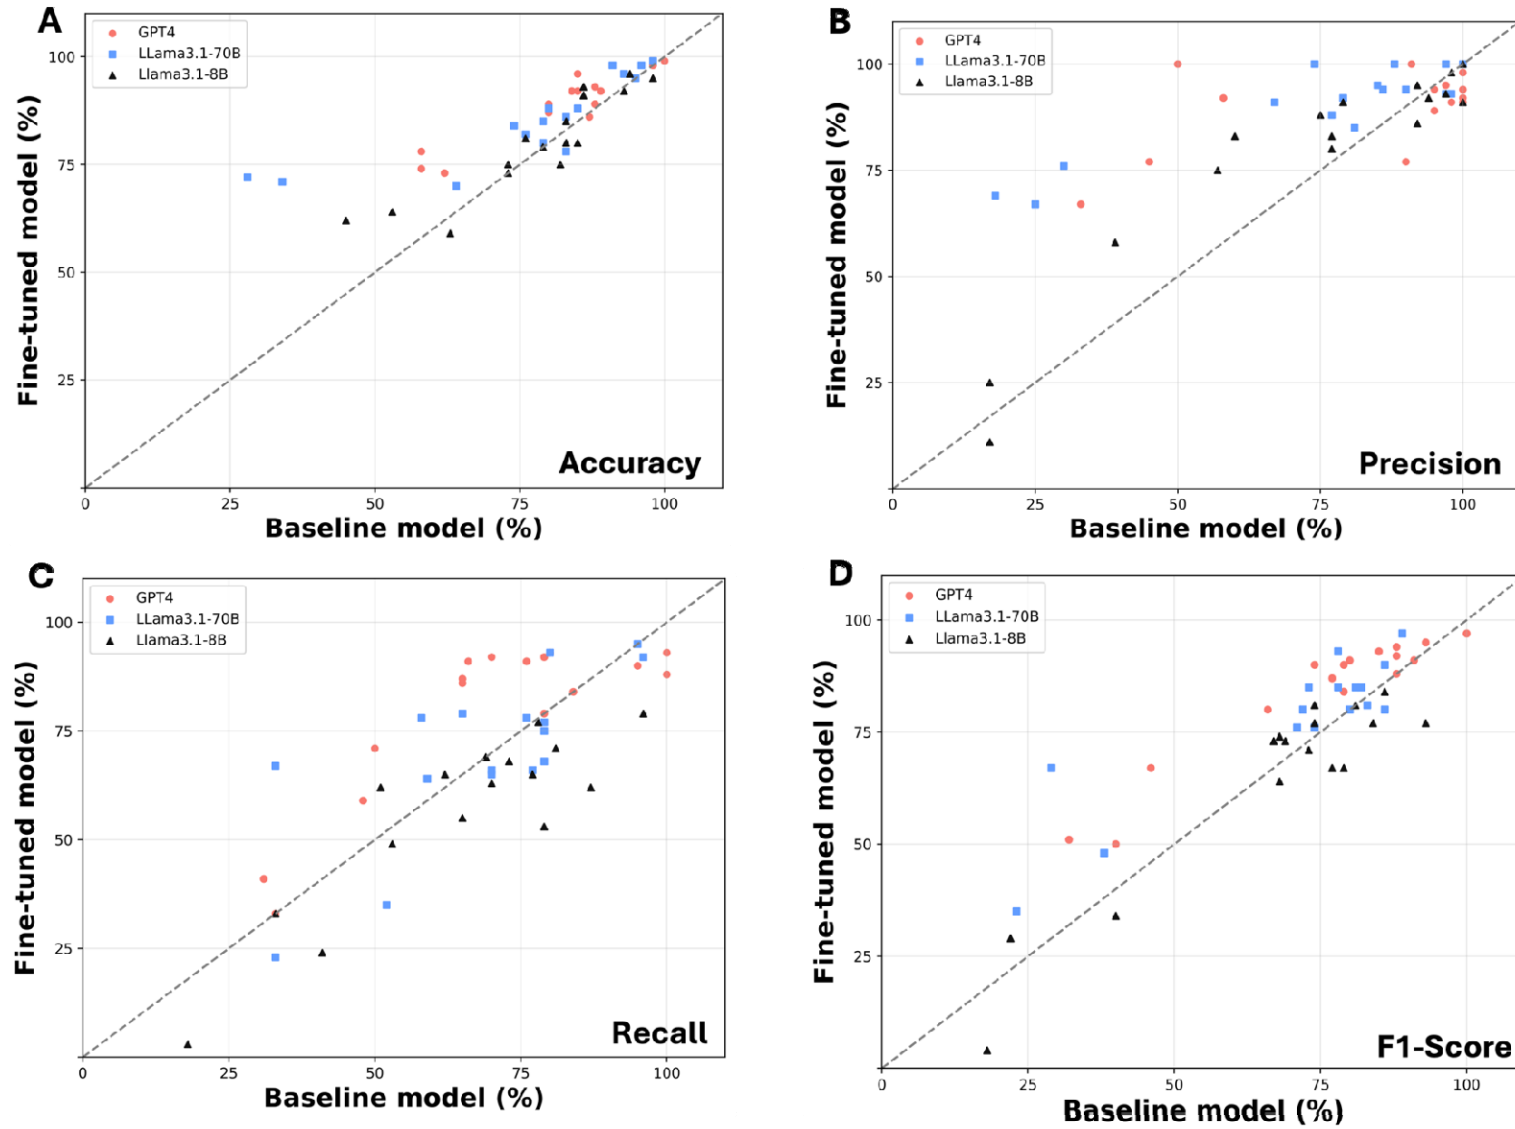 A
GPT4
LLama3.1-70B
Llama3.1-8B
100
75
50
25
0 25 50 75 100
Fine-tuned model (%)
Baseline model (%)
Accuracy
B
GPT4
LLama3.1-70B
Llama3.1-8B
100
75
50
25
0 25 50 75 100
Fine-tuned model (%)
Baseline model (%)
Precision
C
GPT4
LLama3.1-70B
Llama3.1-8B
100
75
50
25
0 25 50 75 100
Fine-tuned model (%)
Baseline model (%)
Recall
D
GPT4
LLama3.1-70B
Llama3.1-8B
100
75
50
25
0 25 50 75 100
Fine-tuned model (%)
Baseline model (%)
F1-Score